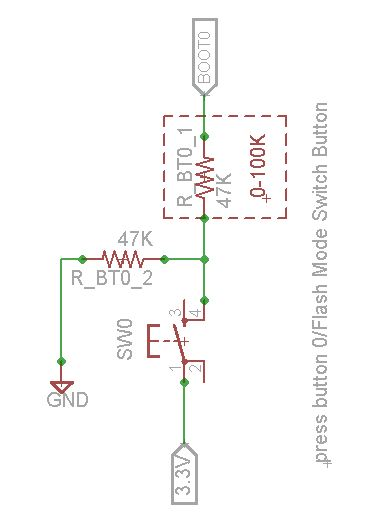 BOOT0
R_BT0_1
47K
0-100K
47K
R_BT0_2
3
4
SW0
1
2
GND
3.3V
press button 0/Flash Mode Switch Button